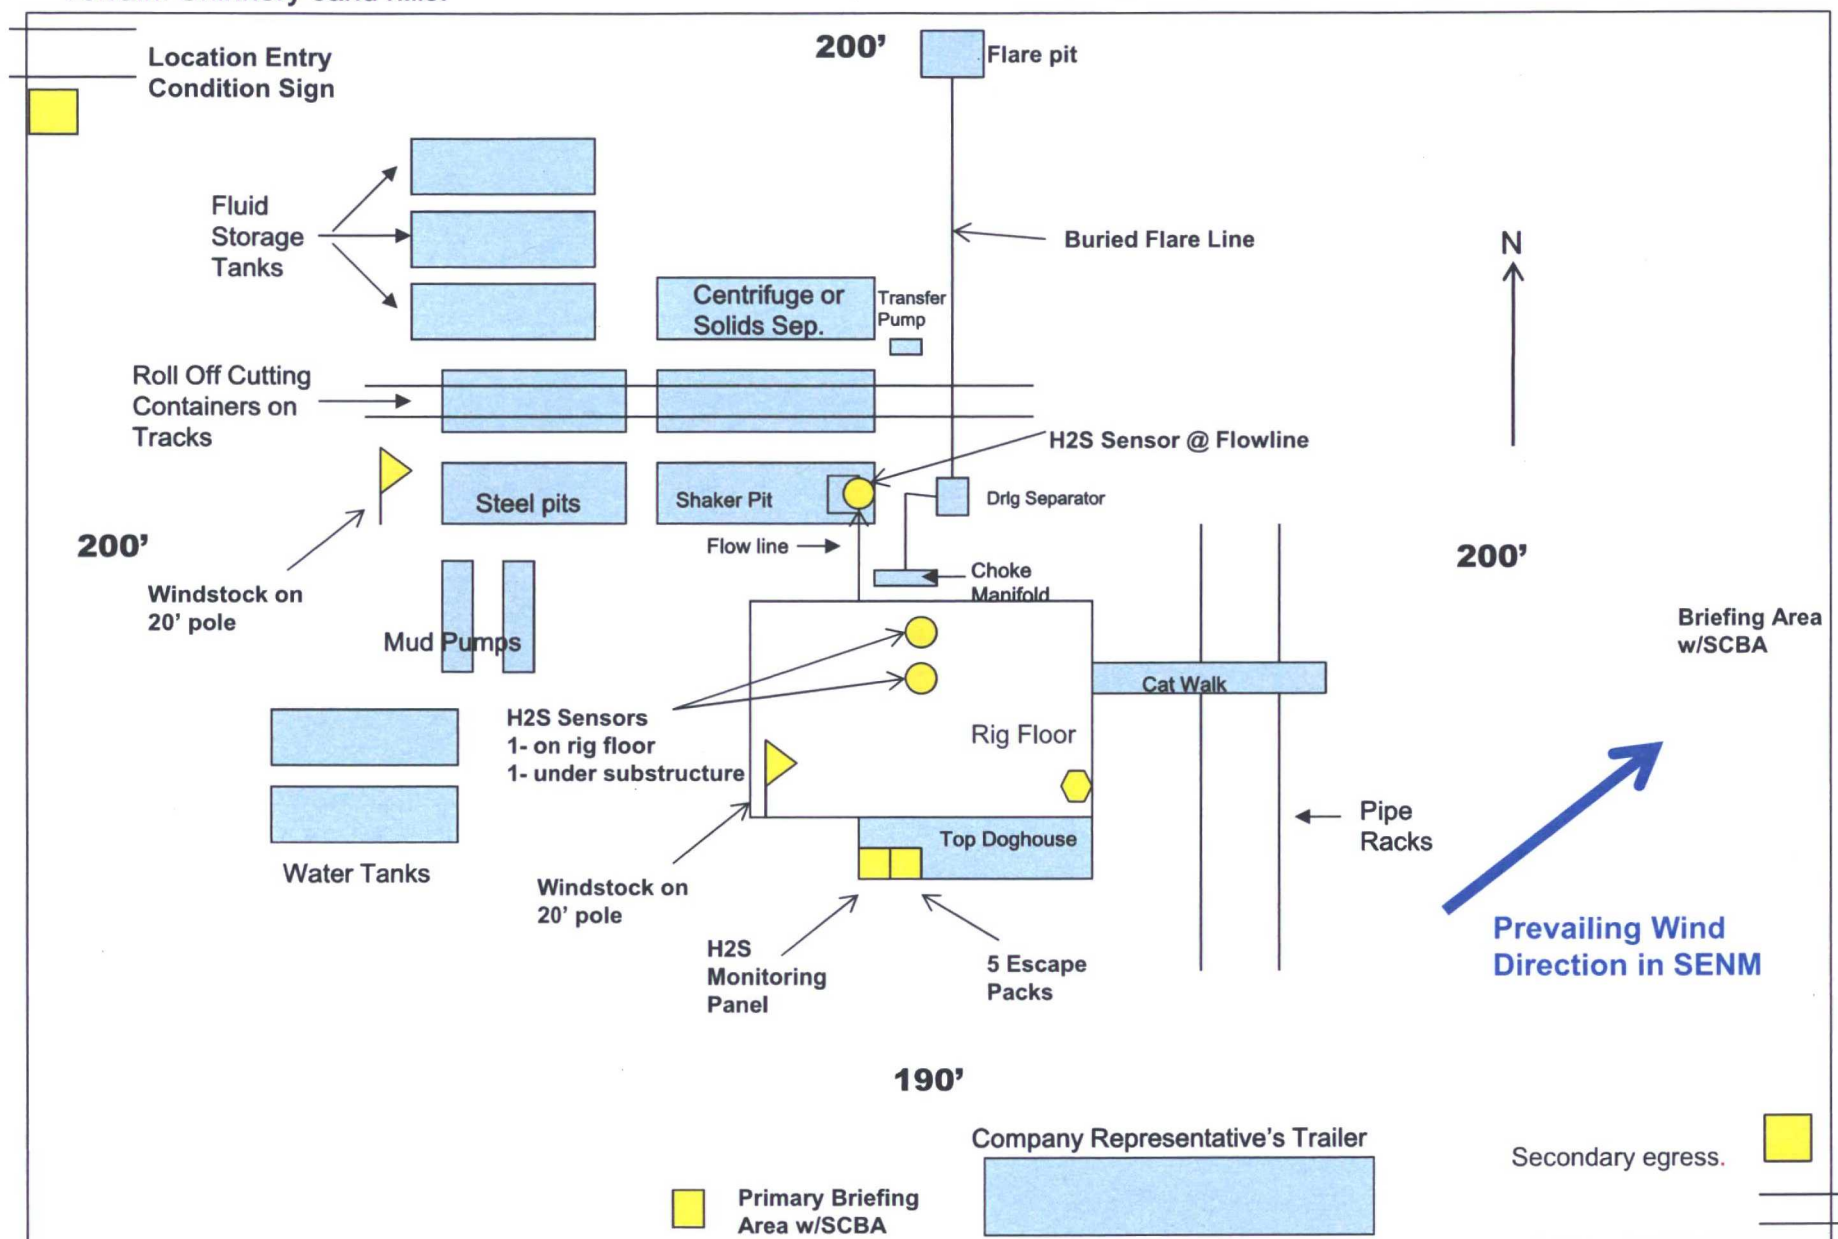 200'
Flare pit
Location Entry
Condition Sign
Fluid
Storage
Tanks
Buried Flare Line
N
Centrifuge or
Solids Sep.
Transfer
Pump
Roll Off Cutting
Containers on
Tracks
H2S Sensor @ Flowline
Steel pits
Shaker Pit
Drlg Separator
200'
Flow line
200'
Windstock on
20' pole
Choke
Manifold
Briefing Area
w/SCBA
Mud Pumps
Cat Walk
H2S Sensors
1- on rig floor
1- under substructure
Rig Floor
Pipe
Racks
Top Doghouse
Water Tanks
Windstock on
20' pole
Prevailing Wind
Direction in SENM
H2S
Monitoring
Panel
5 Escape
Packs
190'
Company Representative's Trailer
Secondary egress.
Primary Briefing
Area w/SCBA